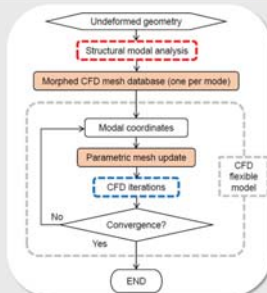 Undeformed geometry
Structural modal analysis
Morphed CFD mesh database (one per mode)
Modal coordinates
Parametric mesh update
CFD
flexible
model
CFD iterations
No
Convergence?
Yes
END